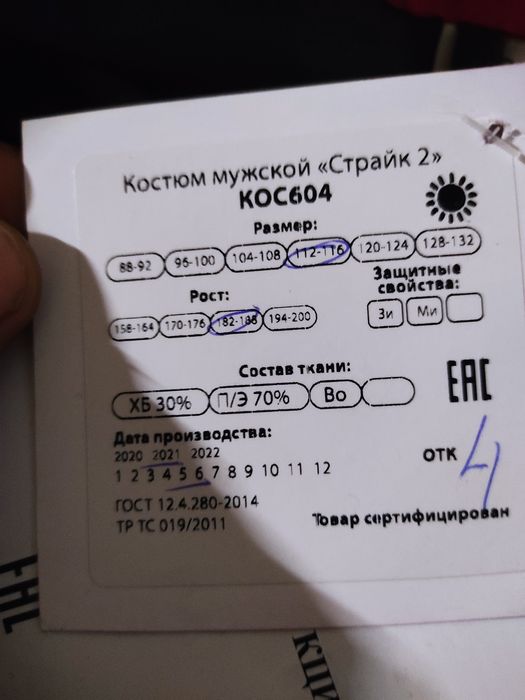 Костюм мужской «Страйк 2»
КОС604
Размер:
88-92 96-100 104-108 112-116 120-124 128-132
Рост:
158-164 170-176 182-188 194-200
Защитные
свойства:
Зи Ми
Состав ткани:
ХБ 30% П/Э 70% Во
ЕАС
Дата производства:
2020 2021 2022
1 2 3 4 5 6 7 8 9 10 11 12
ОТК 4
ГОСТ 12.4.280-2014
ТР ТС 019/2011
Товар сертифицирован
КЦИ